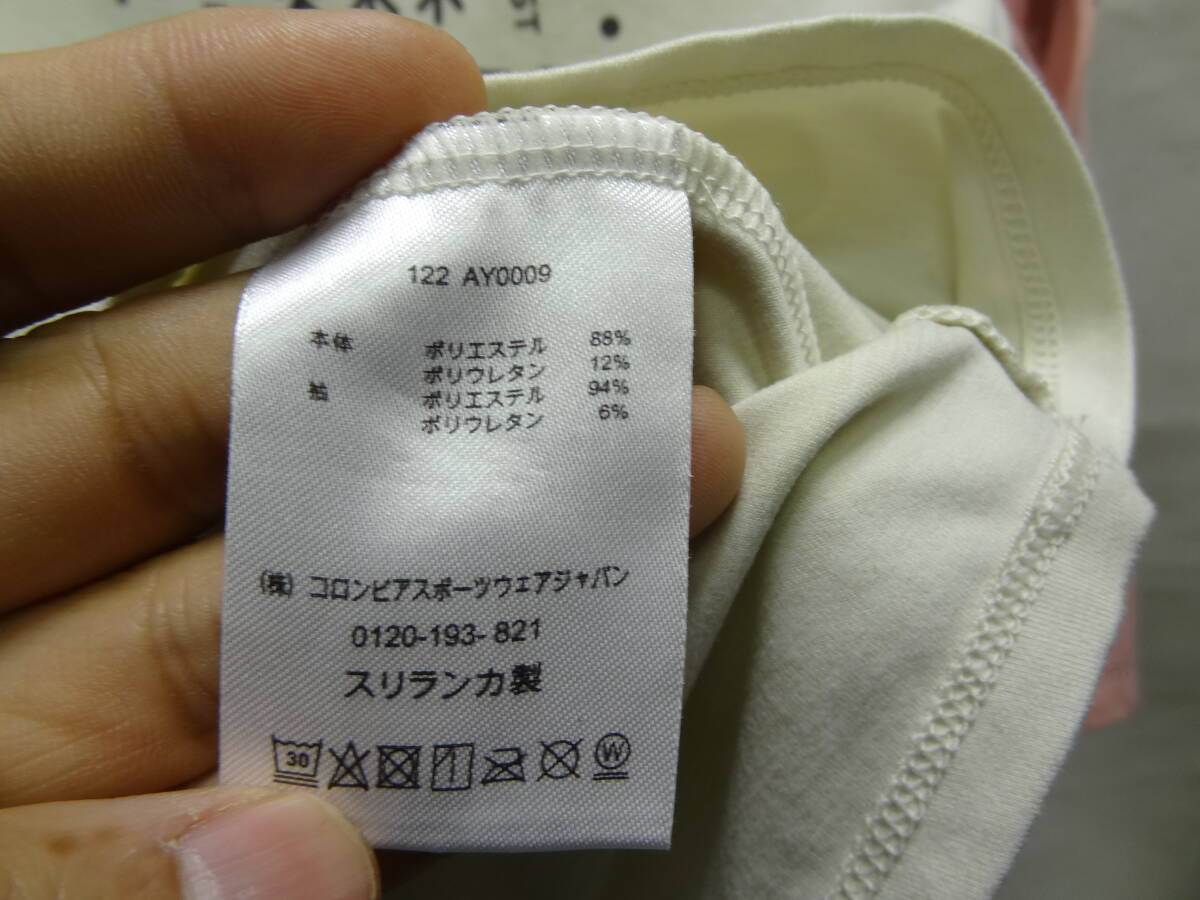 122 AY0009
本体 ポリエステル 88%
ポリウレタン 12%
袖 ポリエステル 94%
ポリウレタン 6%
(株) コロンビアスポーツウェアジャパン
0120-193-821
スリランカ製
30
W